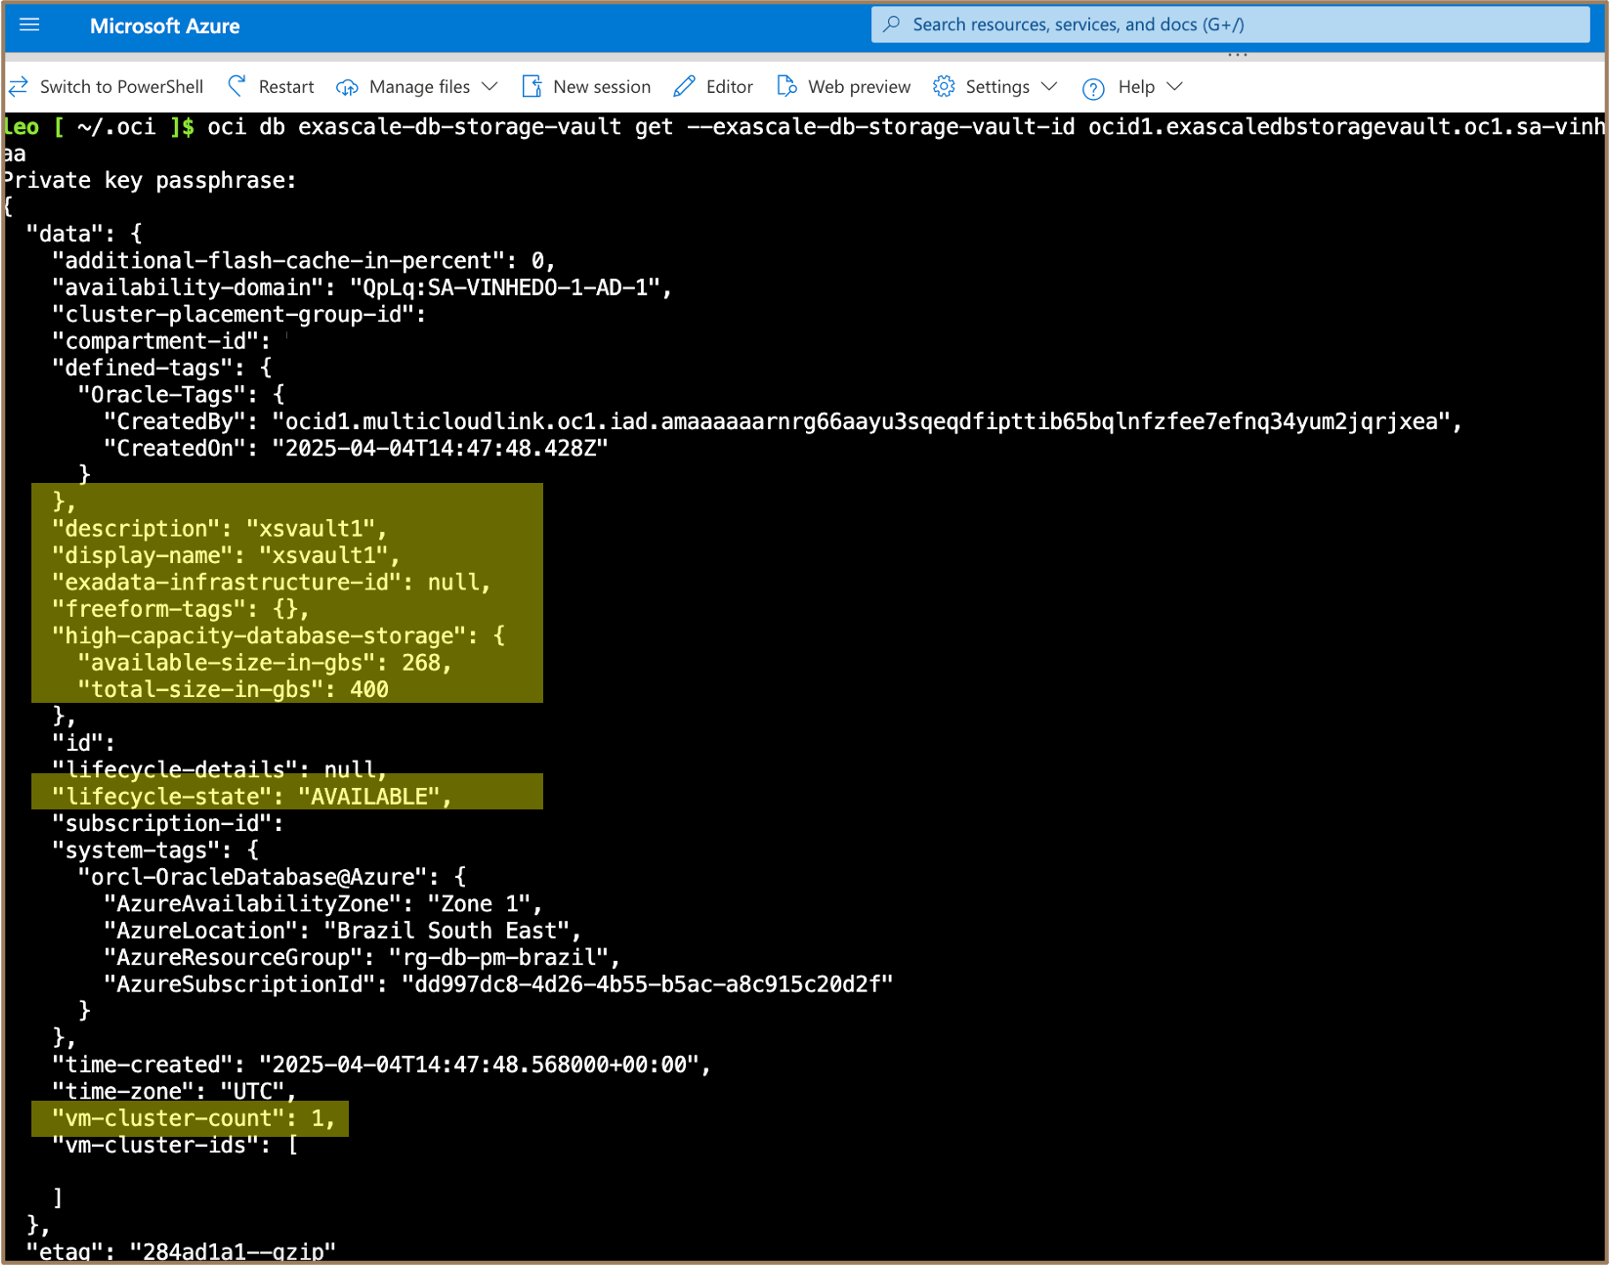 Microsoft Azure
Search resources, services, and docs (G+/)
Switch to PowerShell Restart Manage files New session Editor Web preview Settings Help
leo [ ~/.oci ]$ oci db exascale-db-storage-vault get --exascale-db-storage-vault-id ocid1.exascaledbstoragevault.oc1.sa-vinh
aa
Private key passphrase:
{
"data": {
"additional-flash-cache-in-percent": 0,
"availability-domain": "QpLq:SA-VINHEDO-1-AD-1",
"cluster-placement-group-id":
"compartment-id":
"defined-tags": {
"Oracle-Tags": {
"CreatedBy": "ocid1.multicloudlink.oc1.iad.amaaaaaarnrg66aayu3sqeqdfipttib65bqlnfzfee7efnq34yum2jqrjxea",
"CreatedOn": "2025-04-04T14:47:48.428Z"
}
},
"description": "xsvault1",
"display-name": "xsvault1",
"exadata-infrastructure-id": null,
"freeform-tags": {},
"high-capacity-database-storage": {
"available-size-in-gbs": 268,
"total-size-in-gbs": 400
},
"id":
"lifecycle-details": null,
"lifecycle-state": "AVAILABLE",
"subscription-id":
"system-tags": {
"orcl-OracleDatabase@Azure": {
"AzureAvailabilityZone": "Zone 1",
"AzureLocation": "Brazil South East",
"AzureResourceGroup": "rg-db-pm-brazil",
"AzureSubscriptionId": "dd997dc8-4d26-4b55-b5ac-a8c915c20d2f"
}
},
"time-created": "2025-04-04T14:47:48.568000+00:00",
"time-zone": "UTC",
"vm-cluster-count": 1,
"vm-cluster-ids": [
]
},
"etag": "284ad1a1--gzip"